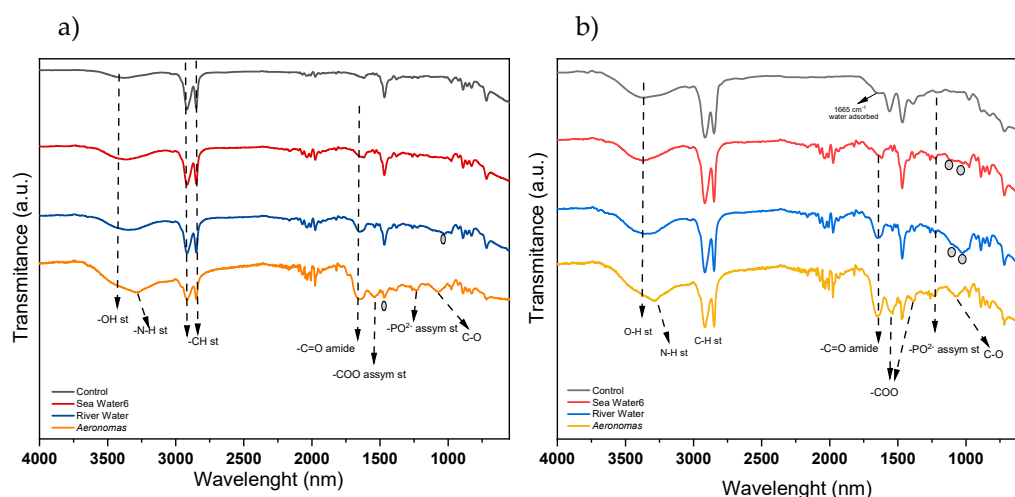 a)
Transmitance (a.u.)
-OH st
-N-H st
-CH st
-C=O amide
-COO assym st
-PO²⁻ assym st
C-O
Control
Sea Water6
River Water
Aeronomas
4000 3500 3000 2500 2000 1500 1000
Wavelenght (nm)
b)
Transmitance (a.u.)
1665 cm⁻¹
water adsorbed
O-H st
N-H st
C-H st
-C=O amide
-COO
-PO²⁻ assym st
C-O
Control
Sea Water6
River Water
Aeronomas
4000 3500 3000 2500 2000 1500 1000
Wavelenght (nm)